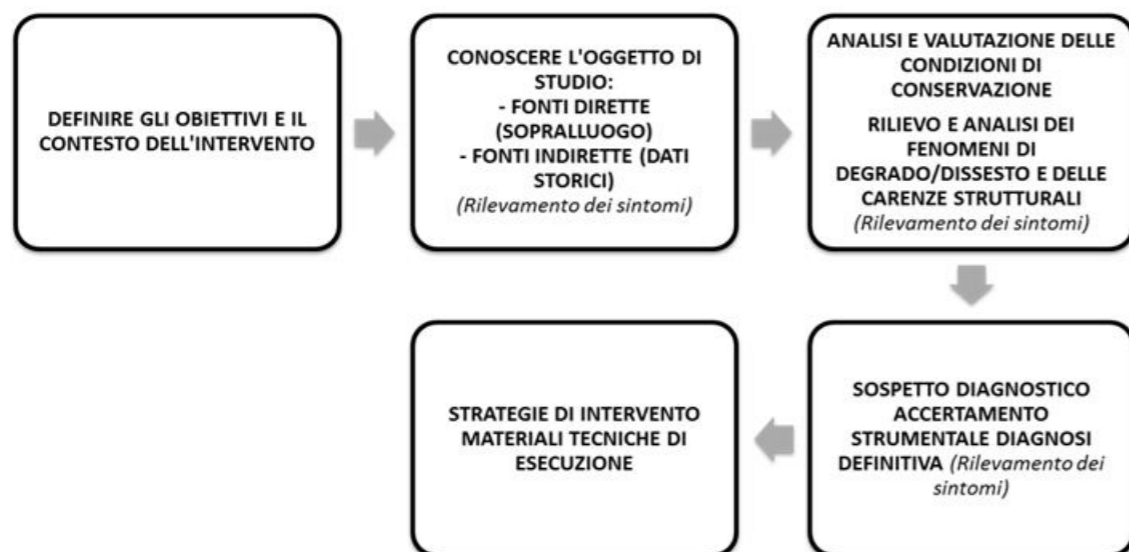 DEFINIRE GLI OBIETTIVI E IL
CONTESTO DELL'INTERVENTO
CONOSCERE L'OGGETTO DI
STUDIO:
- FONTI DIRETTE
(SOPRALLUOGO)
- FONTI INDIRETTE (DATI
STORICI)
(Rilevamento dei sintomi)
ANALISI E VALUTAZIONE DELLE
CONDIZIONI DI
CONSERVAZIONE
RILIEVO E ANALISI DEI
FENOMENI DI
DEGRADO/DISSESTO E DELLE
CARENZE STRUTTURALI
(Rilevamento dei sintomi)
SOSPETTO DIAGNOSTICO
ACCERTAMENTO
STRUMENTALE DIAGNOSI
DEFINITIVA (Rilevamento dei
sintomi)
STRATEGIE DI INTERVENTO
MATERIALI TECNICHE DI
ESECUZIONE